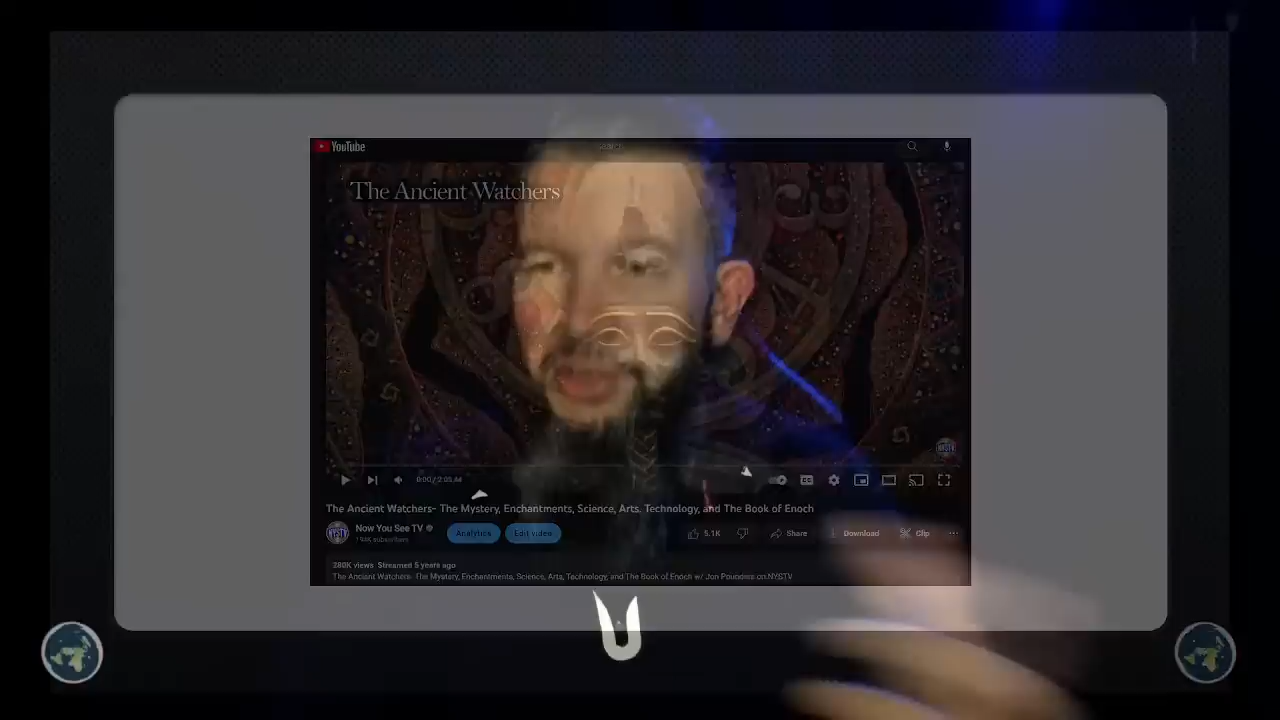 YouTube
The Ancient Watchers
0:00 / 2:03:44
The Ancient Watchers- The Mystery, Enchantments, Science, Arts. Technology, and The Book of Enoch
Now You See TV
subscribers
Analytics
Edit video
5.1K
Share
Download
Clip
280K views Streamed 5 years ago
The Ancient Watchers- The Mystery, Enchantments, Science, Arts, Technology, and The Book of Enoch w/ Jon Pounders on NYSTV